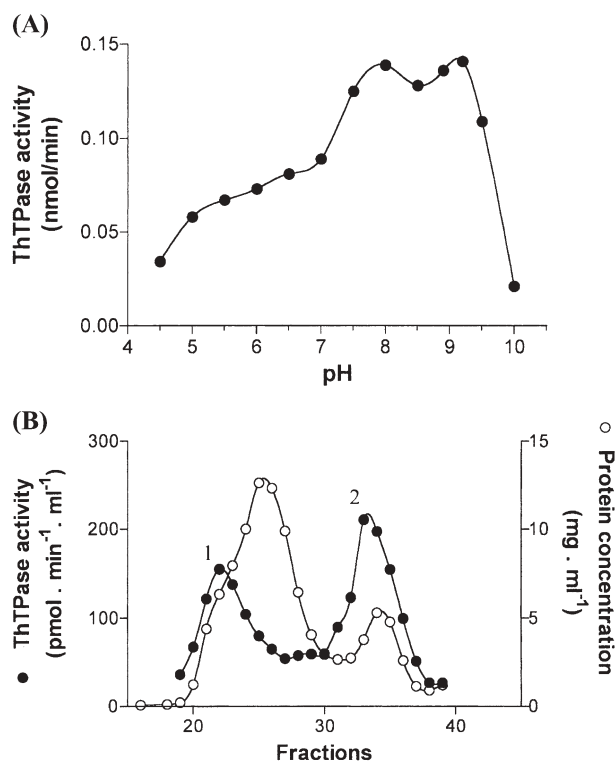 (A)
ThTPase activity
(nmol/min)
0.15
0.10
0.05
0.00
4 5 6 7 8 9 10
pH
(B)
● ThTPase activity
(pmol . min⁻¹ . ml⁻¹)
300
200
100
0
1
2
15
10
5
0
○ Protein concentration
(mg . ml⁻¹)
20 30 40
Fractions